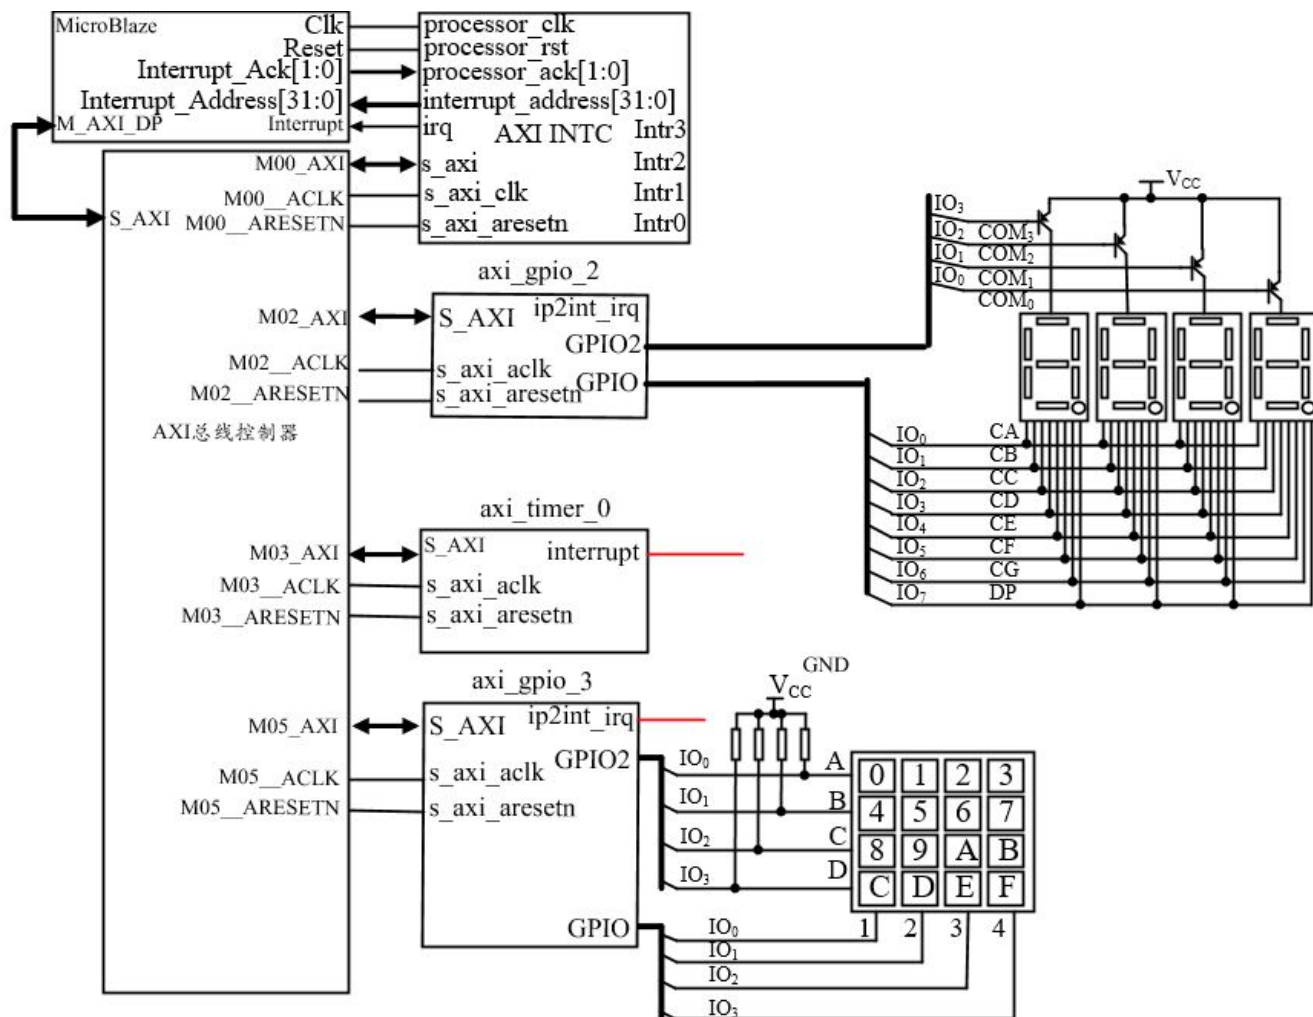 MicroBlaze
Clk
Reset
Interrupt_Ack[1:0]
Interrupt_Address[31:0]
M_AXI_DP
Interrupt
processor_clk
processor_rst
processor_ack[1:0]
interrupt_address[31:0]
irq
AXI INTC
Intr3
s_axi
Intr2
s_axi_clk
Intr1
s_axi_aresetn
Intr0
M00_AXI
M00__ACLK
S_AXI
M00__ARESETN
axi_gpio_2
M02_AXI
S_AXI
ip2int_irq
GPIO2
M02__ACLK
s_axi_aclk
GPIO
M02__ARESETN
s_axi_aresetn
AXI总线控制器
VCC
IO3
IO2
COM3
IO1
COM2
IO0
COM1
COM0
IO0
CA
IO1
CB
IO2
CC
IO3
CD
IO4
CE
IO5
CF
IO6
CG
IO7
DP
axi_timer_0
M03_AXI
S_AXI
interrupt
M03__ACLK
s_axi_aclk
M03__ARESETN
s_axi_aresetn
axi_gpio_3
M05_AXI
S_AXI
ip2int_irq
GPIO2
M05__ACLK
s_axi_aclk
M05__ARESETN
s_axi_aresetn
GPIO
GND
VCC
IO0
A
IO1
B
IO2
C
IO3
D
0 1 2 3
4 5 6 7
8 9 A B
C D E F
1 2 3 4
IO0
IO1
IO2
IO3